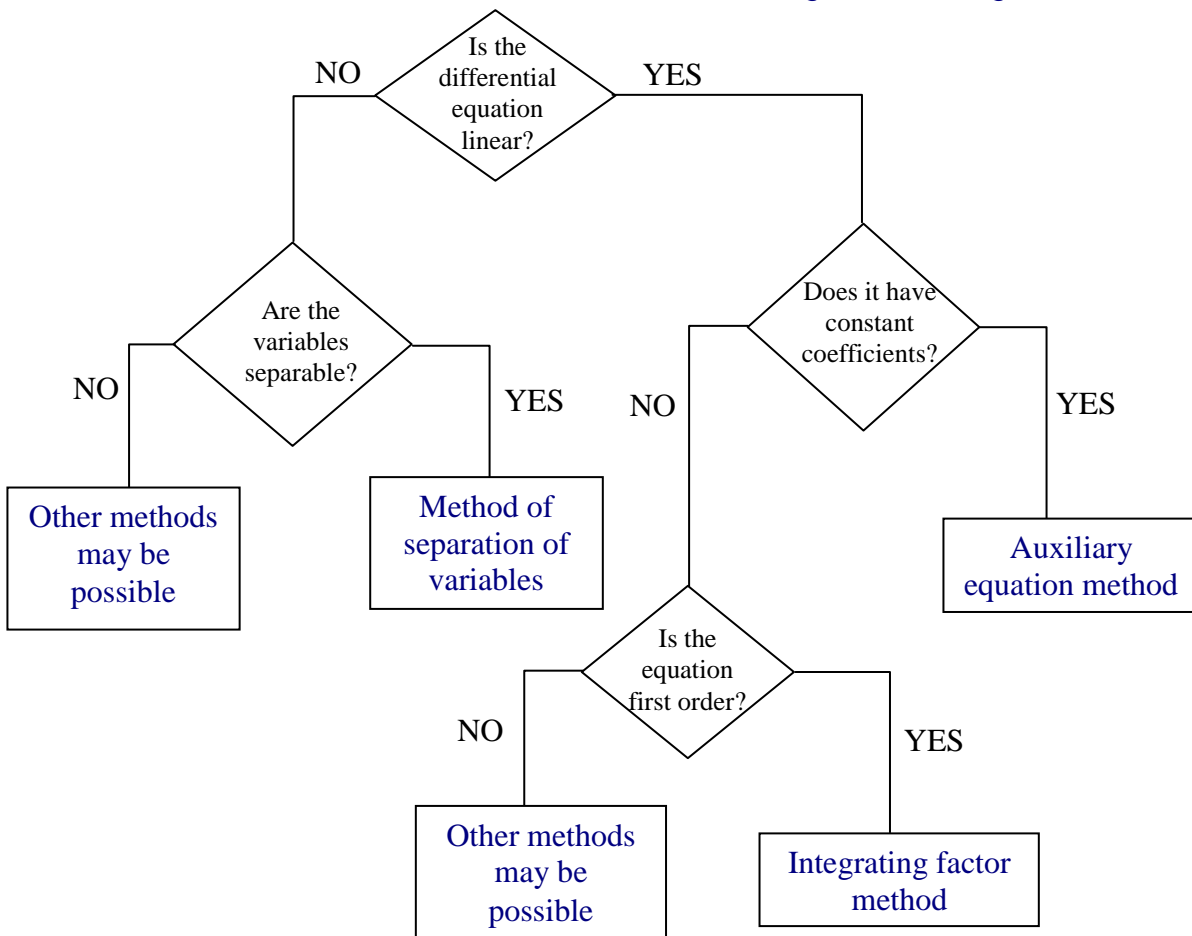 Is the
differential
equation
linear?
NO
YES
Are the
variables
separable?
NO
YES
Does it have
constant
coefficients?
NO
YES
Other methods
may be
possible
Method of
separation of
variables
Auxiliary
equation method
Is the
equation
first order?
NO
YES
Other methods
may be
possible
Integrating factor
method